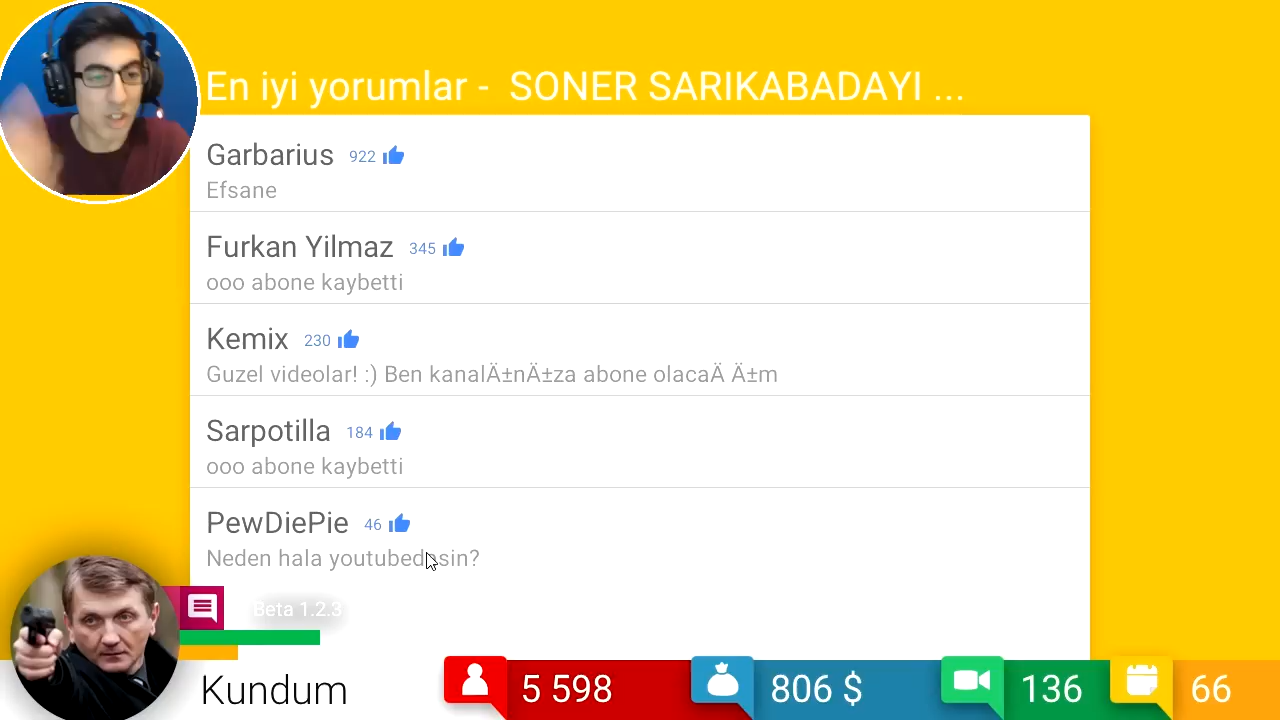 En iyi yorumlar - SONER SARIKABADAYI ...
Garbarius 922
Efsane
Furkan Yilmaz 345
ooo abone kaybetti
Kemix 230
Guzel videolar! :) Ben kanalÄ±nÄ±za abone olacaÄ Ä±m
Sarpotilla 184
ooo abone kaybetti
PewDiePie 46
Neden hala youtubedesin?
Beta 1.2.3
Kundum 5 598 806 $ 136 66